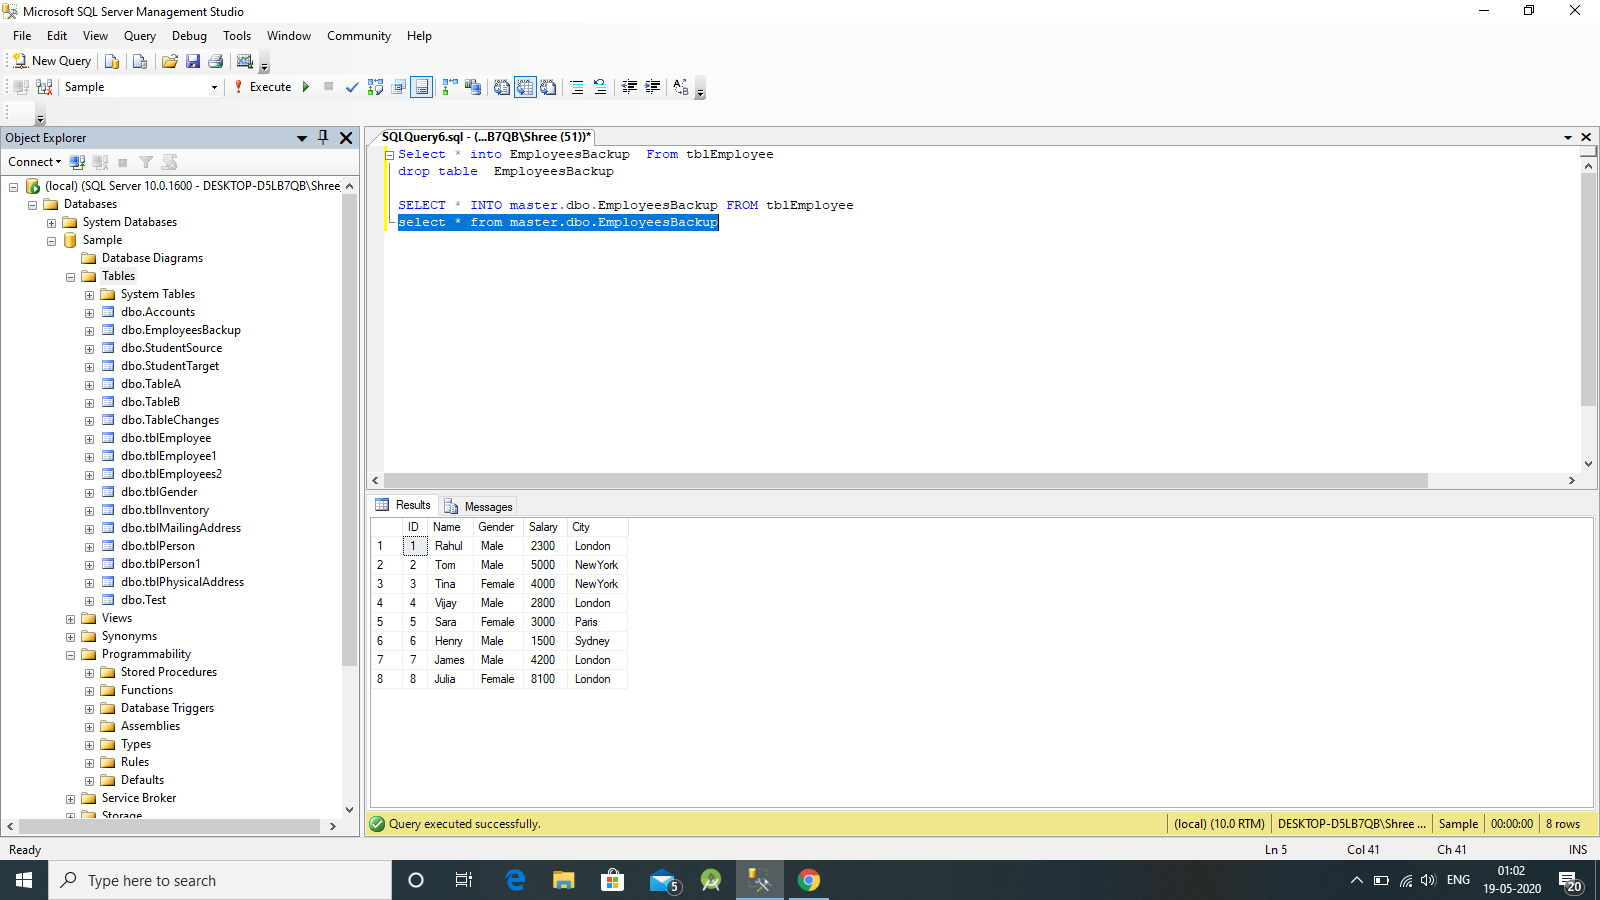 Microsoft SQL Server Management Studio
File Edit View Query Debug Tools Window Community Help
New Query
Sample Execute
Object Explorer
Connect
(local) (SQL Server 10.0.1600 - DESKTOP-D5LB7QB\Shree
Databases
System Databases
Sample
Database Diagrams
Tables
System Tables
dbo.Accounts
dbo.EmployeesBackup
dbo.StudentSource
dbo.StudentTarget
dbo.TableA
dbo.TableB
dbo.TableChanges
dbo.tblEmployee
dbo.tblEmployee1
dbo.tblEmployees2
dbo.tblGender
dbo.tblInventory
dbo.tblMailingAddress
dbo.tblPerson
dbo.tblPerson1
dbo.tblPhysicalAddress
dbo.Test
Views
Synonyms
Programmability
Stored Procedures
Functions
Database Triggers
Assemblies
Types
Rules
Defaults
Service Broker
Storage
SQLQuery6.sql - (...B7QB\Shree (51))*
Select * into EmployeesBackup From tblEmployee
drop table EmployeesBackup
SELECT * INTO master.dbo.EmployeesBackup FROM tblEmployee
select * from master.dbo.EmployeesBackup
Results Messages
ID Name Gender Salary City
1 1 Rahul Male 2300 London
2 2 Tom Male 5000 NewYork
3 3 Tina Female 4000 NewYork
4 4 Vijay Male 2800 London
5 5 Sara Female 3000 Paris
6 6 Henry Male 1500 Sydney
7 7 James Male 4200 London
8 8 Julia Female 8100 London
Query executed successfully. (local) (10.0 RTM) DESKTOP-D5LB7QB\Shree ... Sample 00:00:00 8 rows
Ready Ln 5 Col 41 Ch 41 INS
Type here to search 5 ENG 01:02
19-05-2020 20